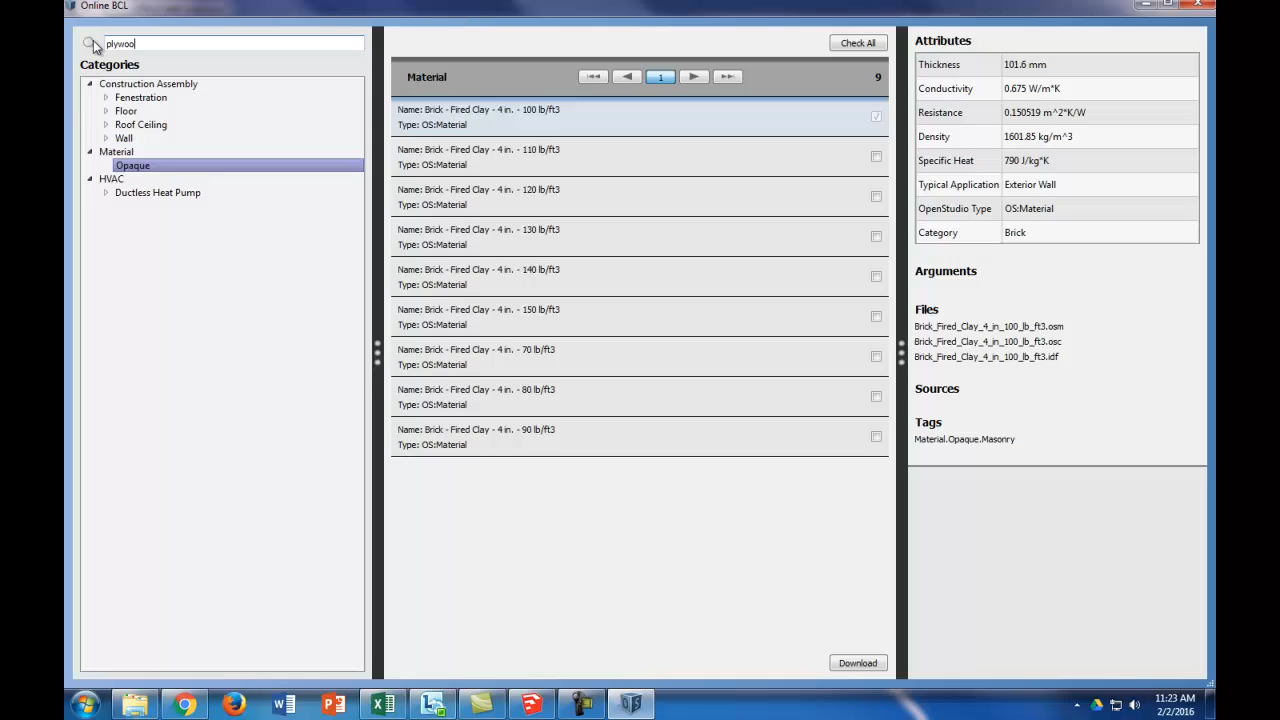 Online BCL
plywoo
Check All
Categories
Construction Assembly
Fenestration
Floor
Roof Ceiling
Wall
Material
Opaque
HVAC
Ductless Heat Pump
Material
1
9
Name: Brick - Fired Clay - 4 in. - 100 lb/ft3
Type: OS:Material
Name: Brick - Fired Clay - 4 in. - 110 lb/ft3
Type: OS:Material
Name: Brick - Fired Clay - 4 in. - 120 lb/ft3
Type: OS:Material
Name: Brick - Fired Clay - 4 in. - 130 lb/ft3
Type: OS:Material
Name: Brick - Fired Clay - 4 in. - 140 lb/ft3
Type: OS:Material
Name: Brick - Fired Clay - 4 in. - 150 lb/ft3
Type: OS:Material
Name: Brick - Fired Clay - 4 in. - 70 lb/ft3
Type: OS:Material
Name: Brick - Fired Clay - 4 in. - 80 lb/ft3
Type: OS:Material
Name: Brick - Fired Clay - 4 in. - 90 lb/ft3
Type: OS:Material
Download
Attributes
Thickness 101.6 mm
Conductivity 0.675 W/m*K
Resistance 0.150519 m^2*K/W
Density 1601.85 kg/m^3
Specific Heat 790 J/kg*K
Typical Application Exterior Wall
OpenStudio Type OS:Material
Category Brick
Arguments
Files
Brick_Fired_Clay_4_in_100_lb_ft3.osm
Brick_Fired_Clay_4_in_100_lb_ft3.osc
Brick_Fired_Clay_4_in_100_lb_ft3.idf
Sources
Tags
Material.Opaque.Masonry
11:23 AM
2/2/2016